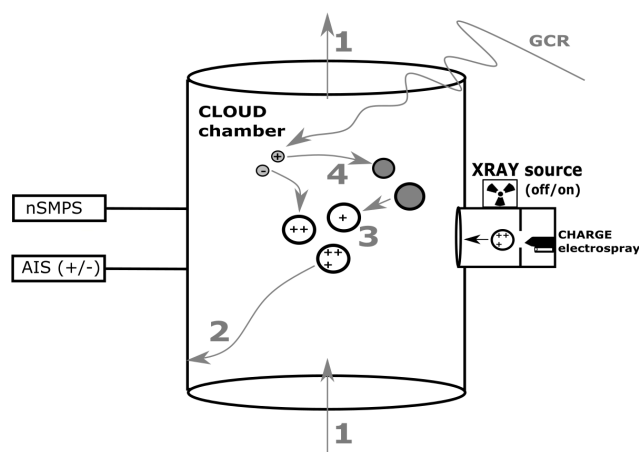 1
GCR
CLOUD
chamber
+
-
4
XRAY source
(off/on)
nSMPS
++
+
3
++
+
++
+
CHARGE
electrospray
AIS (+/-)
2
1